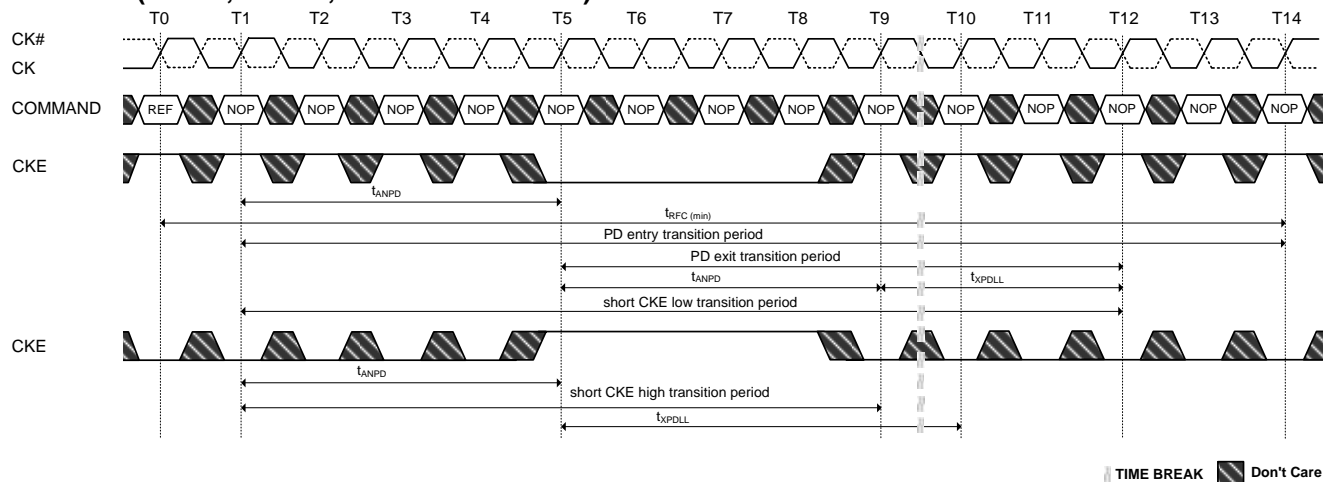 T0 T1 T2 T3 T4 T5 T6 T7 T8 T9 T10 T11 T12 T13 T14
CK#
CK
COMMAND REF NOP NOP NOP NOP NOP NOP NOP NOP NOP NOP NOP NOP NOP NOP
CKE
tANPD
tRFC (min)
PD entry transition period
PD exit transition period
tANPD tXPDLL
short CKE low transition period
CKE
tANPD
short CKE high transition period
tXPDLL
TIME BREAK Don't Care